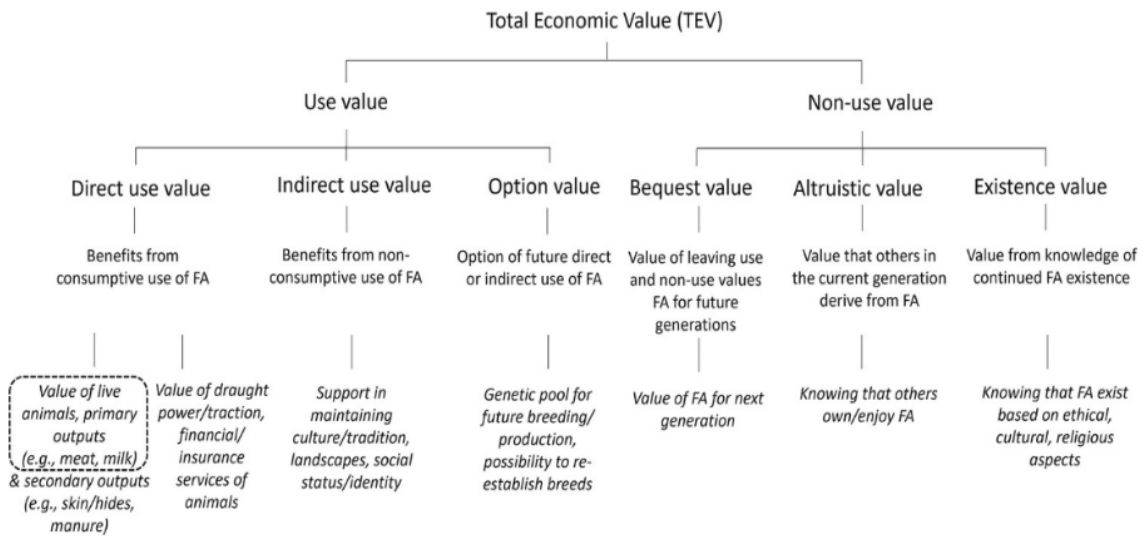 Total Economic Value (TEV)
Use value
Non-use value
Direct use value
Indirect use value
Option value
Bequest value
Altruistic value
Existence value
Benefits from
consumptive use of FA
Benefits from non-
consumptive use of FA
Option of future direct
or indirect use of FA
Value of leaving use
and non-use values
FA for future
generations
Value that others in
the current generation
derive from FA
Value from knowledge of
continued FA existence
Value of live
animals, primary
outputs
(e.g., meat, milk)
& secondary outputs
(e.g., skin/hides,
manure)
Value of draught
power/traction,
financial/
insurance
services of
animals
Support in
maintaining
culture/tradition,
landscapes, social
status/identity
Genetic pool for
future breeding/
production,
possibility to re-
establish breeds
Value of FA for next
generation
Knowing that others
own/enjoy FA
Knowing that FA exist
based on ethical,
cultural, religious
aspects